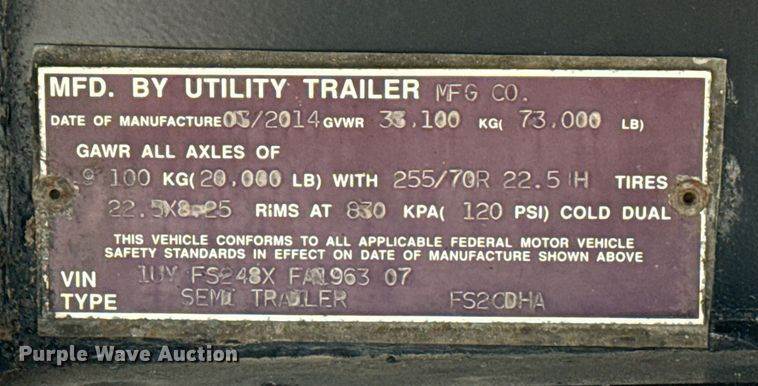 MFD. BY UTILITY TRAILER MFG CO.
DATE OF MANUFACTURE 03/2014 GVWR 33.100 KG( 73.000 LB)
GAWR ALL AXLES OF
9 100 KG( 20,000 LB) WITH 255/70R 22.5 H TIRES
22.5X8.25 RIMS AT 830 KPA( 120 PSI) COLD DUAL
THIS VEHICLE CONFORMS TO ALL APPLICABLE FEDERAL MOTOR VEHICLE
SAFETY STANDARDS IN EFFECT ON DATE OF MANUFACTURE SHOWN ABOVE
VIN 1UY FS248X FA1963 07
TYPE SEMI TRAILER FS2CDHA
Purple Wave Auction